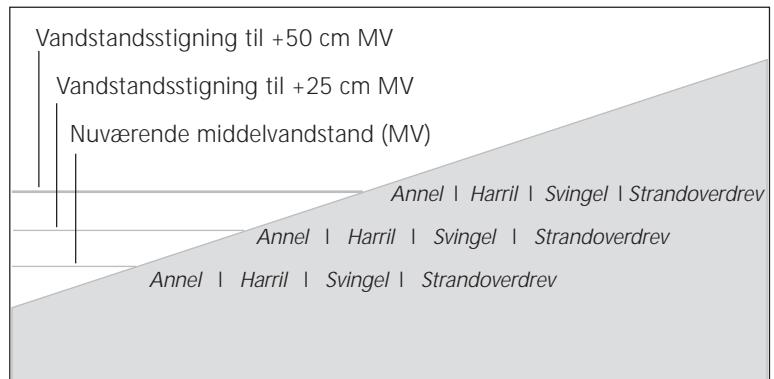 Vandstandsstigning til +50 cm MV
Vandstandsstigning til +25 cm MV
Nuværende middelvandstand (MV)
Annel | Harril | Svingel | Strandoverdrev
Annel | Harril | Svingel | Strandoverdrev
Annel | Harril | Svingel | Strandoverdrev